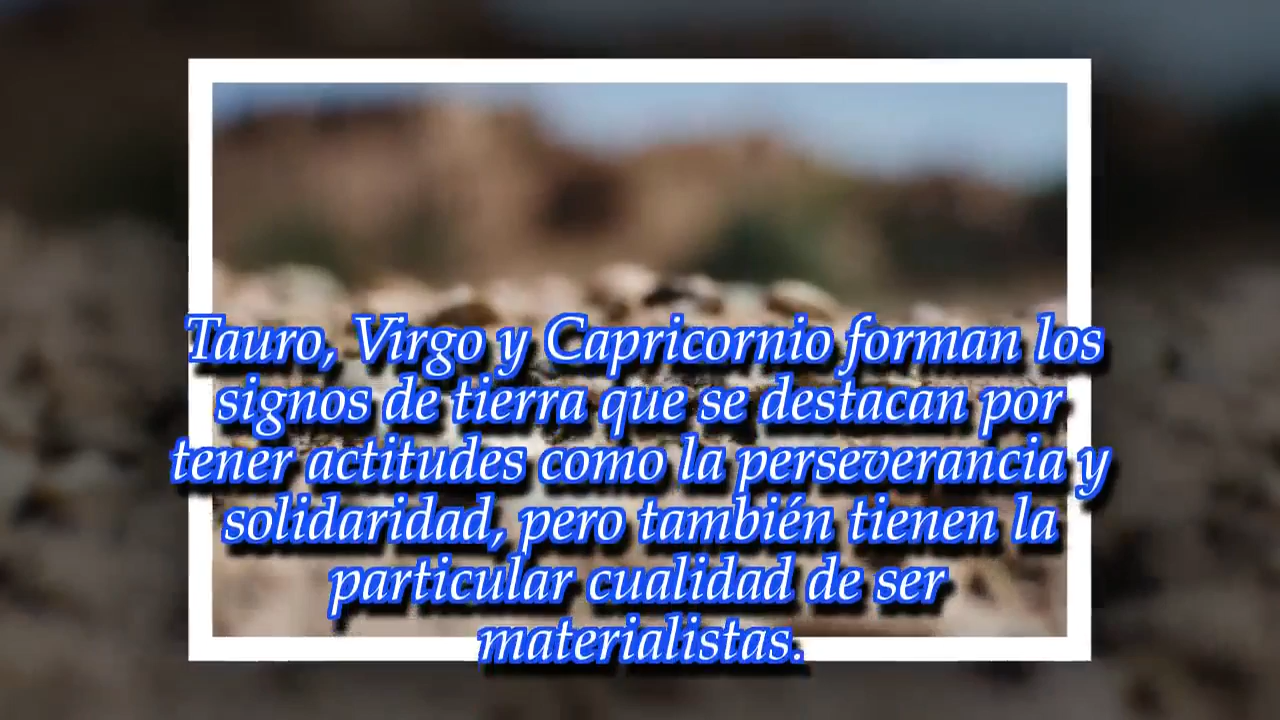 Tauro, Virgo y Capricornio forman los
signos de tierra que se destacan por
tener actitudes como la perseverancia y
solidaridad, pero también tienen la
particular cualidad de ser
materialistas.